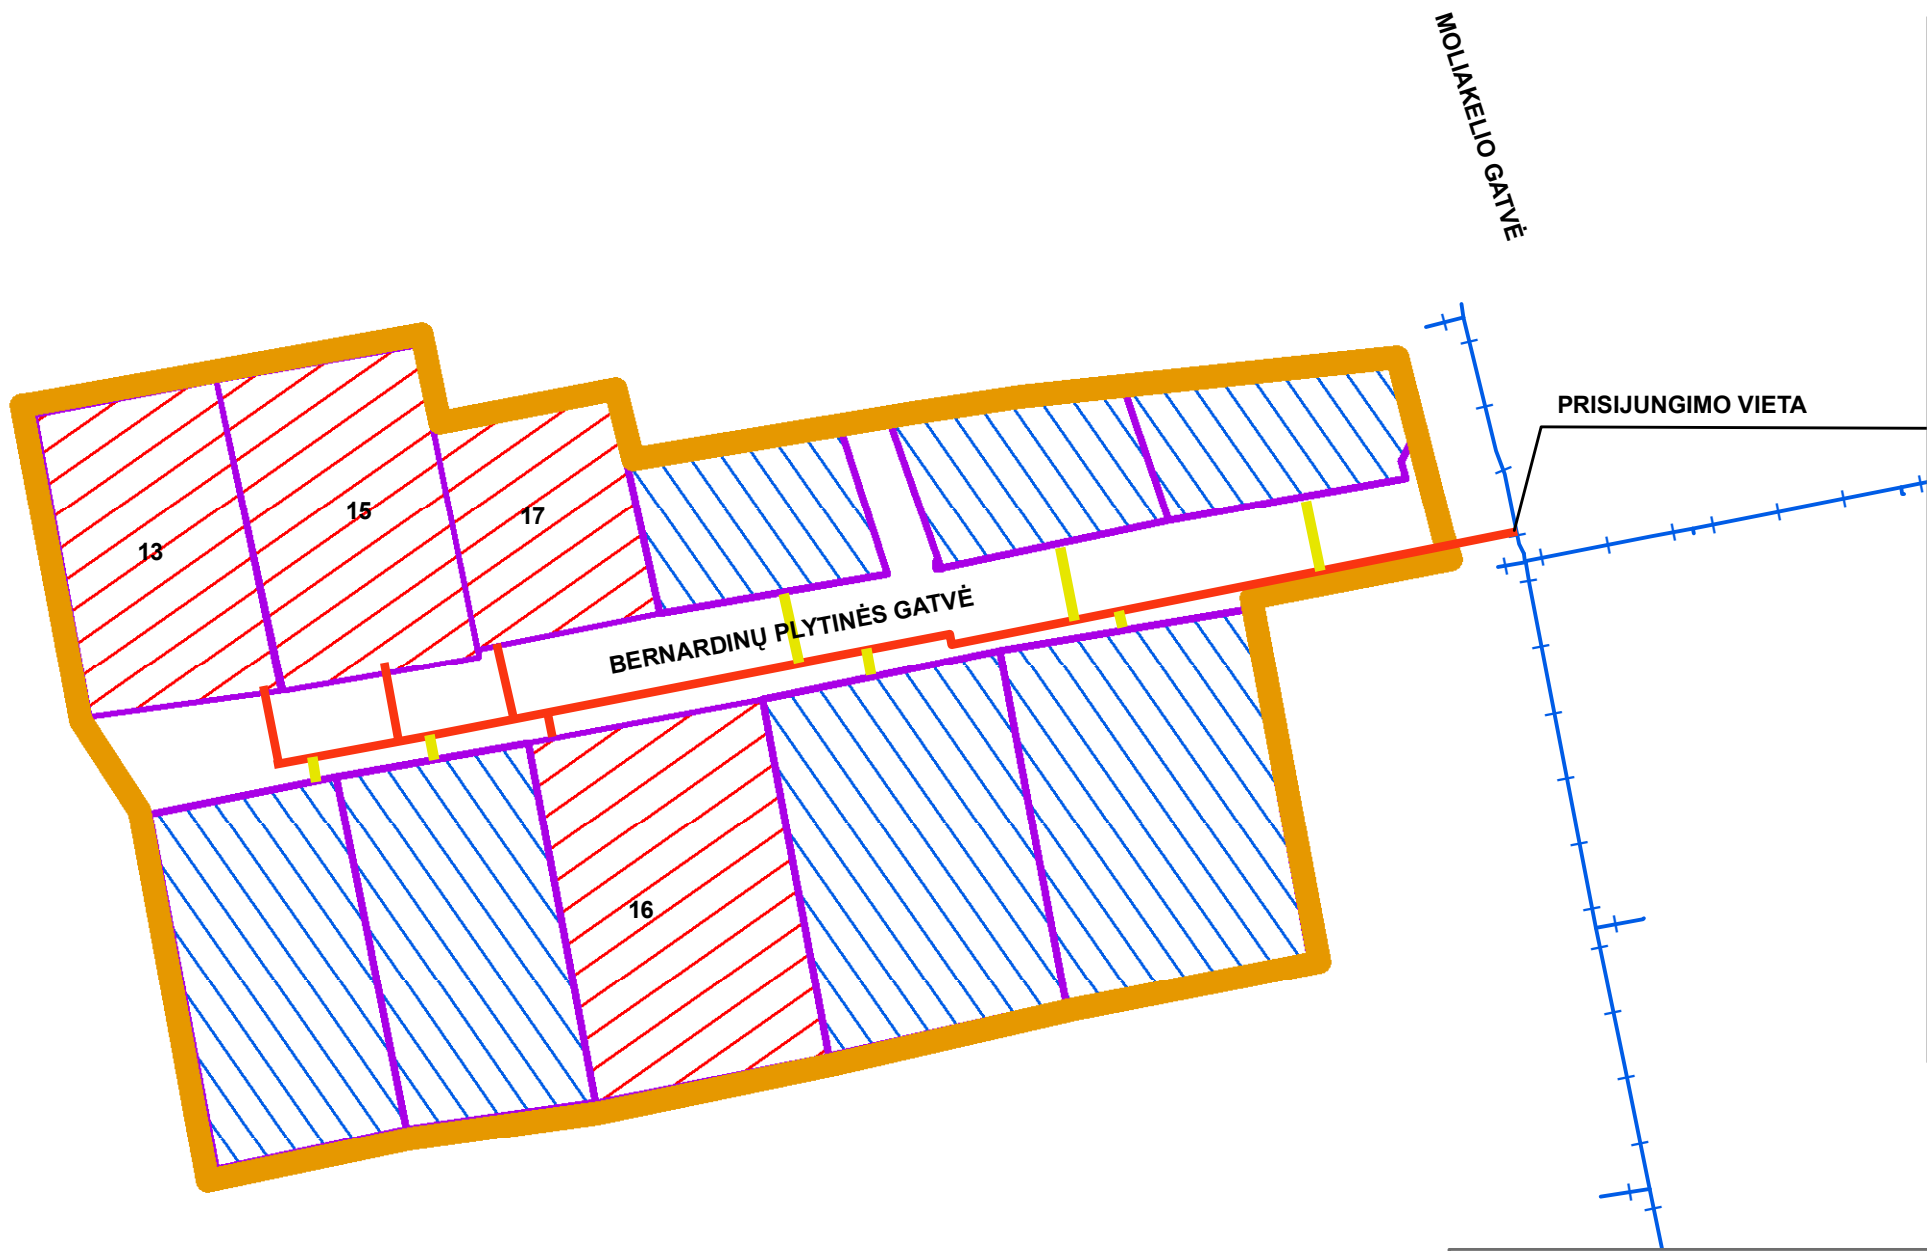 MOLIAKELIO GATVĖ
PRISIJUNGIMO VIETA
15
17
13
BERNARDINŲ PLYTINĖS GATVĖ
16